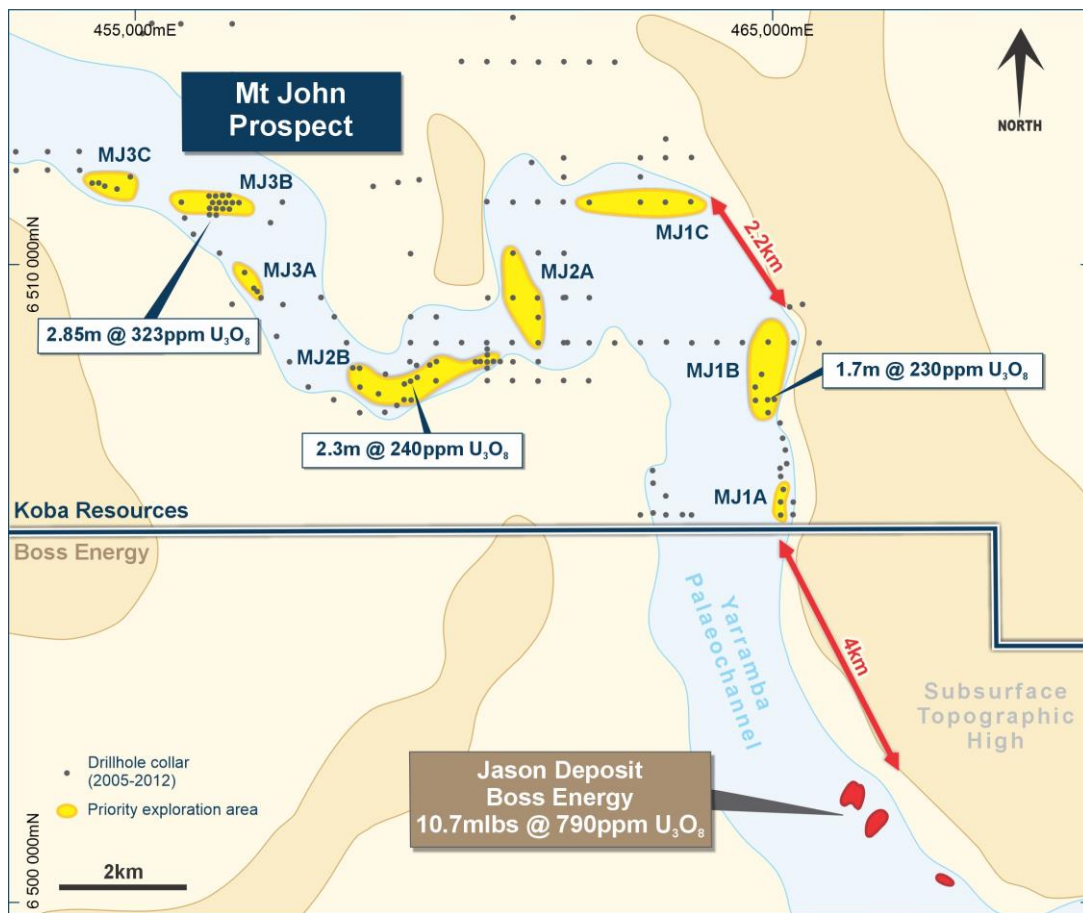 455,000mE
465,000mE
Mt John
Prospect
NORTH
MJ3C
MJ3B
MJ1C
2.2km
MJ3A
MJ2A
6 510 000mN
2.85m @ 323ppm U₃O₈
MJ2B
MJ1B
1.7m @ 230ppm U₃O₈
2.3m @ 240ppm U₃O₈
MJ1A
Koba Resources
Boss Energy
Yarramba
Palaeochannel
4km
Subsurface
Topographic
High
Drillhole collar
(2005-2012)
Priority exploration area
Jason Deposit
Boss Energy
10.7mlbs @ 790ppm U₃O₈
2km
6 500 000mN